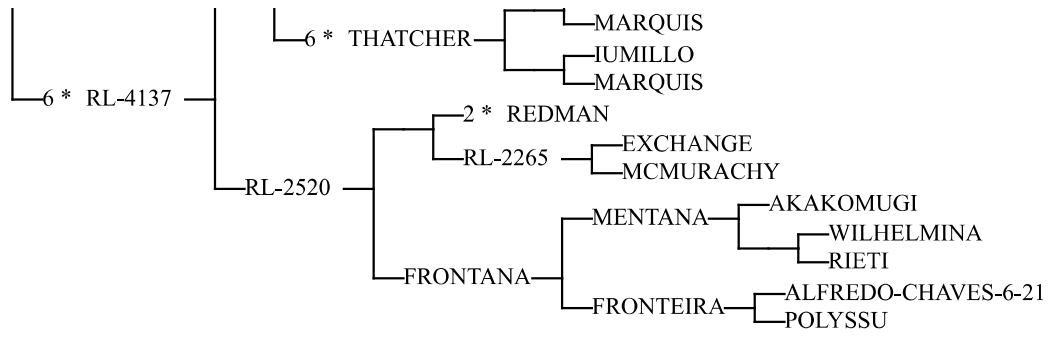 MARQUIS
6 * THATCHER
IUMILLO
MARQUIS
6 * RL-4137
2 * REDMAN
EXCHANGE
RL-2265
MCMURACHY
RL-2520
AKAKOMUGI
MENTANA
WILHELMINA
RIETI
FRONTANA
ALFREDO-CHAVES-6-21
FRONTEIRA
POLYSSU